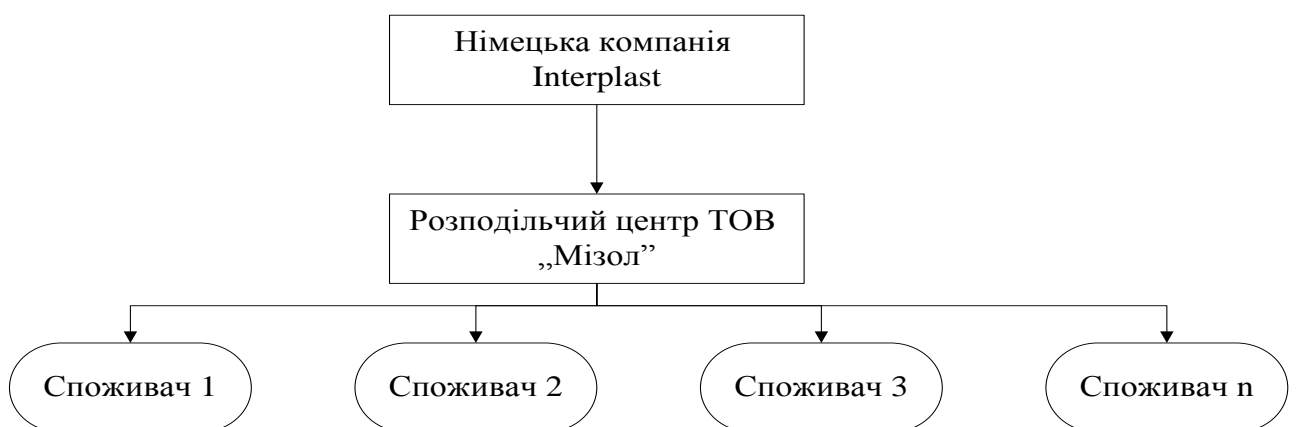 Німецька компанія
Interplast
Розподільчий центр ТОВ
„Мізол”
Споживач 1
Споживач 2
Споживач 3
Споживач n